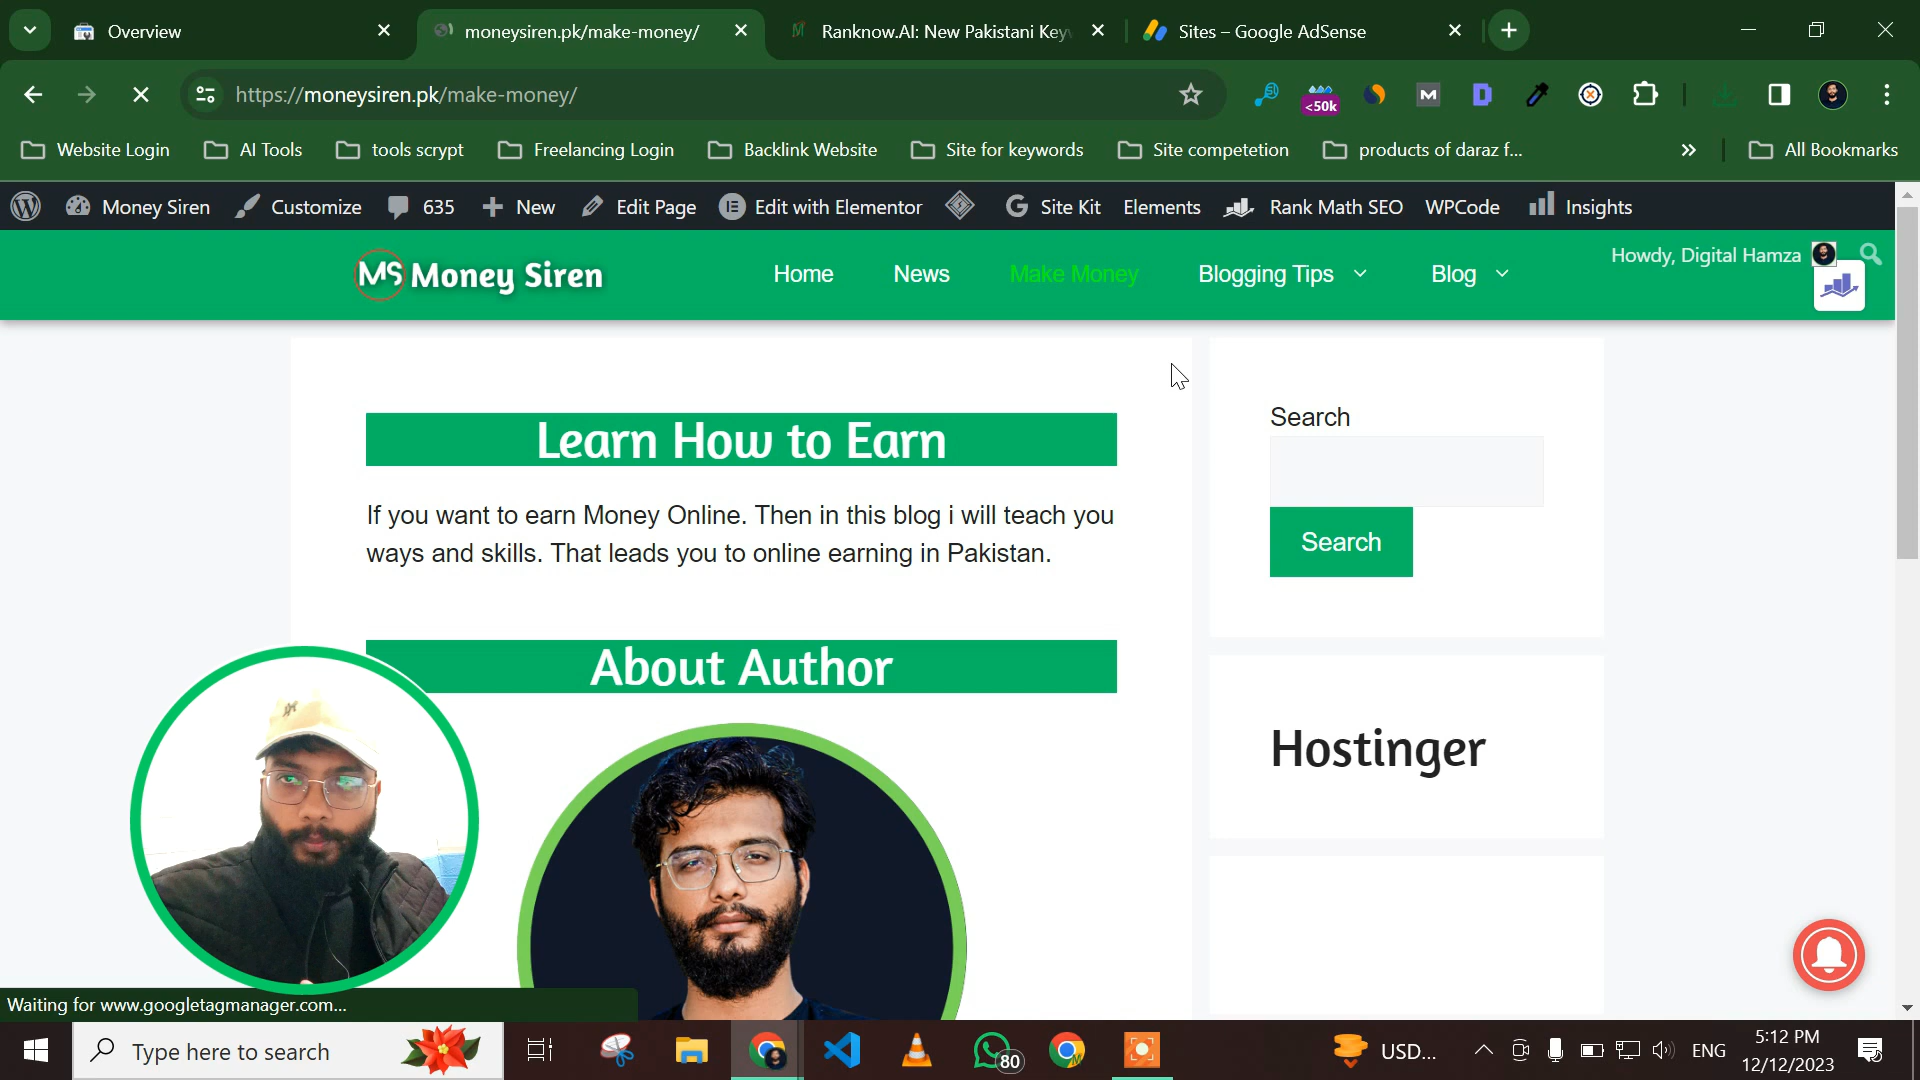 Overview
moneysiren.pk/make-money/
Ranknow.AI: New Pakistani Key
Sites – Google AdSense
https://moneysiren.pk/make-money/
<50k
Website Login
AI Tools
tools scrypt
Freelancing Login
Backlink Website
Site for keywords
Site competetion
products of daraz f...
All Bookmarks
Money Siren
Customize
635
New
Edit Page
Edit with Elementor
Site Kit
Elements
Rank Math SEO
WPCode
Insights
Howdy, Digital Hamza
MS Money Siren
Home
News
Make Money
Blogging Tips
Blog
Learn How to Earn
If you want to earn Money Online. Then in this blog i will teach you
ways and skills. That leads you to online earning in Pakistan.
About Author
Search
Search
Hostinger
Waiting for www.googletagmanager.com...
Type here to search
80
USD...
ENG
5:12 PM
12/12/2023